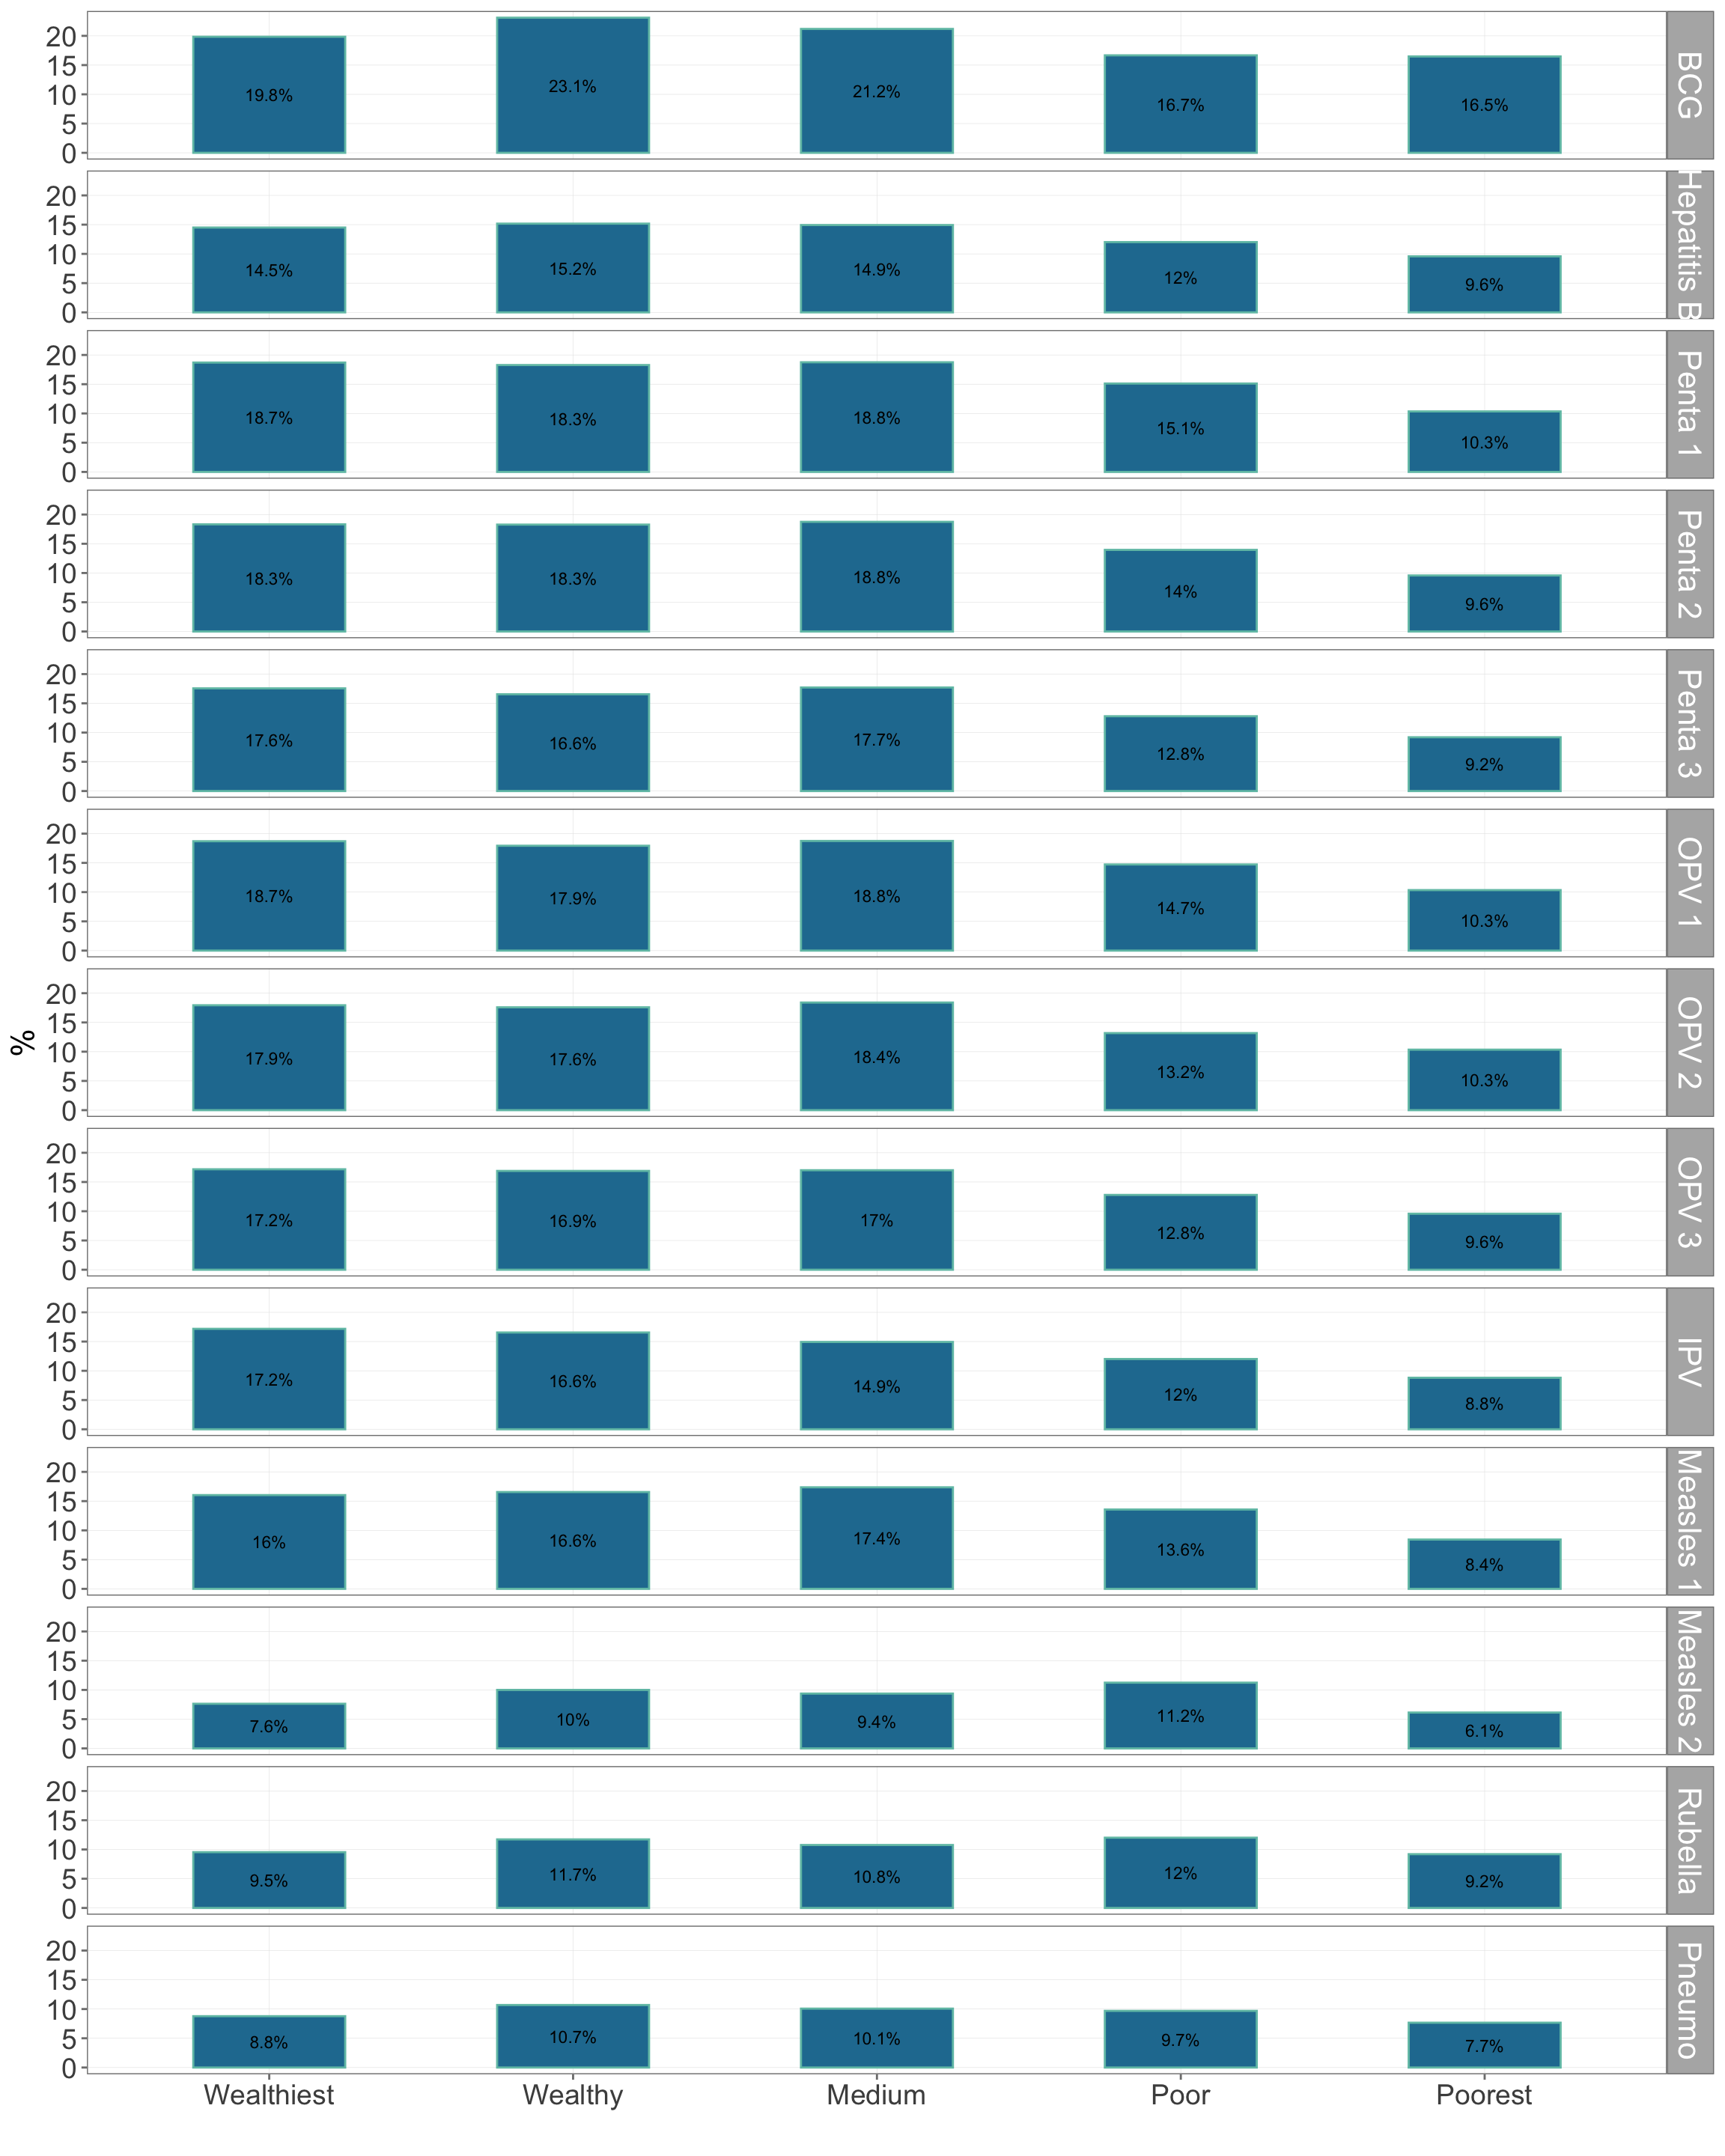 20
15
10
5
0
19.8% 23.1% 21.2% 16.7% 16.5%
BCG
20
15
10
5
0
14.5% 15.2% 14.9% 12% 9.6%
Hepatitis B
20
15
10
5
0
18.7% 18.3% 18.8% 15.1% 10.3%
Penta 1
20
15
10
5
0
18.3% 18.3% 18.8% 14% 9.6%
Penta 2
20
15
10
5
0
17.6% 16.6% 17.7% 12.8% 9.2%
Penta 3
20
15
10
5
0
18.7% 17.9% 18.8% 14.7% 10.3%
OPV 1
%
20
15
10
5
0
17.9% 17.6% 18.4% 13.2% 10.3%
OPV 2
20
15
10
5
0
17.2% 16.9% 17% 12.8% 9.6%
OPV 3
20
15
10
5
0
17.2% 16.6% 14.9% 12% 8.8%
IPV
20
15
10
5
0
16% 16.6% 17.4% 13.6% 8.4%
Measles 1
20
15
10
5
0
7.6% 10% 9.4% 11.2% 6.1%
Measles 2
20
15
10
5
0
9.5% 11.7% 10.8% 12% 9.2%
Rubella
20
15
10
5
0
8.8% 10.7% 10.1% 9.7% 7.7%
Pneumo
Wealthiest Wealthy Medium Poor Poorest